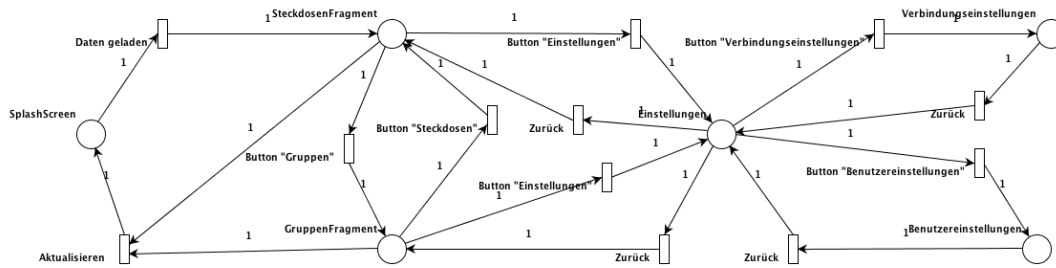 SteckdosenFragment
Verbindungseinstellungen
1
1
1
Daten geladen
Button "Einstellungen"
Button "Verbindungseinstellungen"
1
1
1
1
1
1
1
1
SplashScreen
1
1
1
Einstellungen
Zurück
1
Button "Steckdosen"
Zurück
1
1
Button "Gruppen"
1
1
1
1
1
1
Button "Benutzereinstellungen"
1
1
Button "Einstellungen"
1
GruppenFragment
Benutzereinstellungen
1
1
1
Aktualisieren
Zurück
Zurück